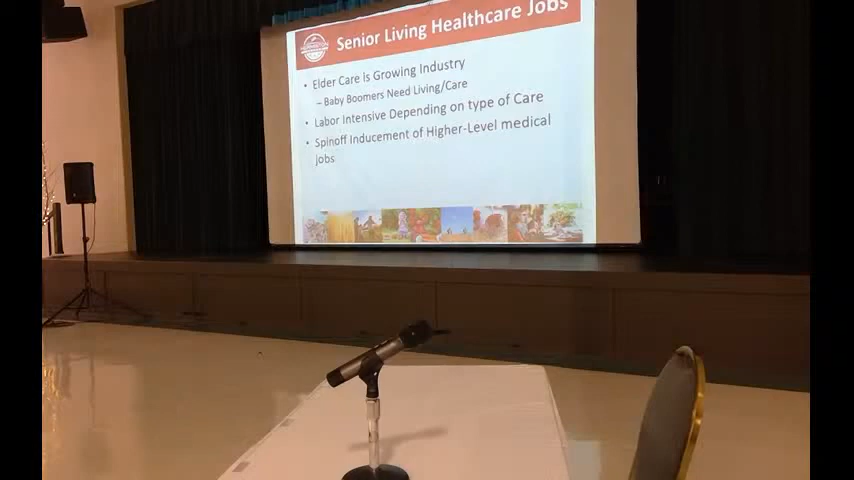 Senior Living Healthcare Jobs
• Elder Care is Growing Industry
– Baby Boomers Need Living/Care
• Labor Intensive Depending on type of Care
• Spinoff Inducement of Higher-Level medical
jobs